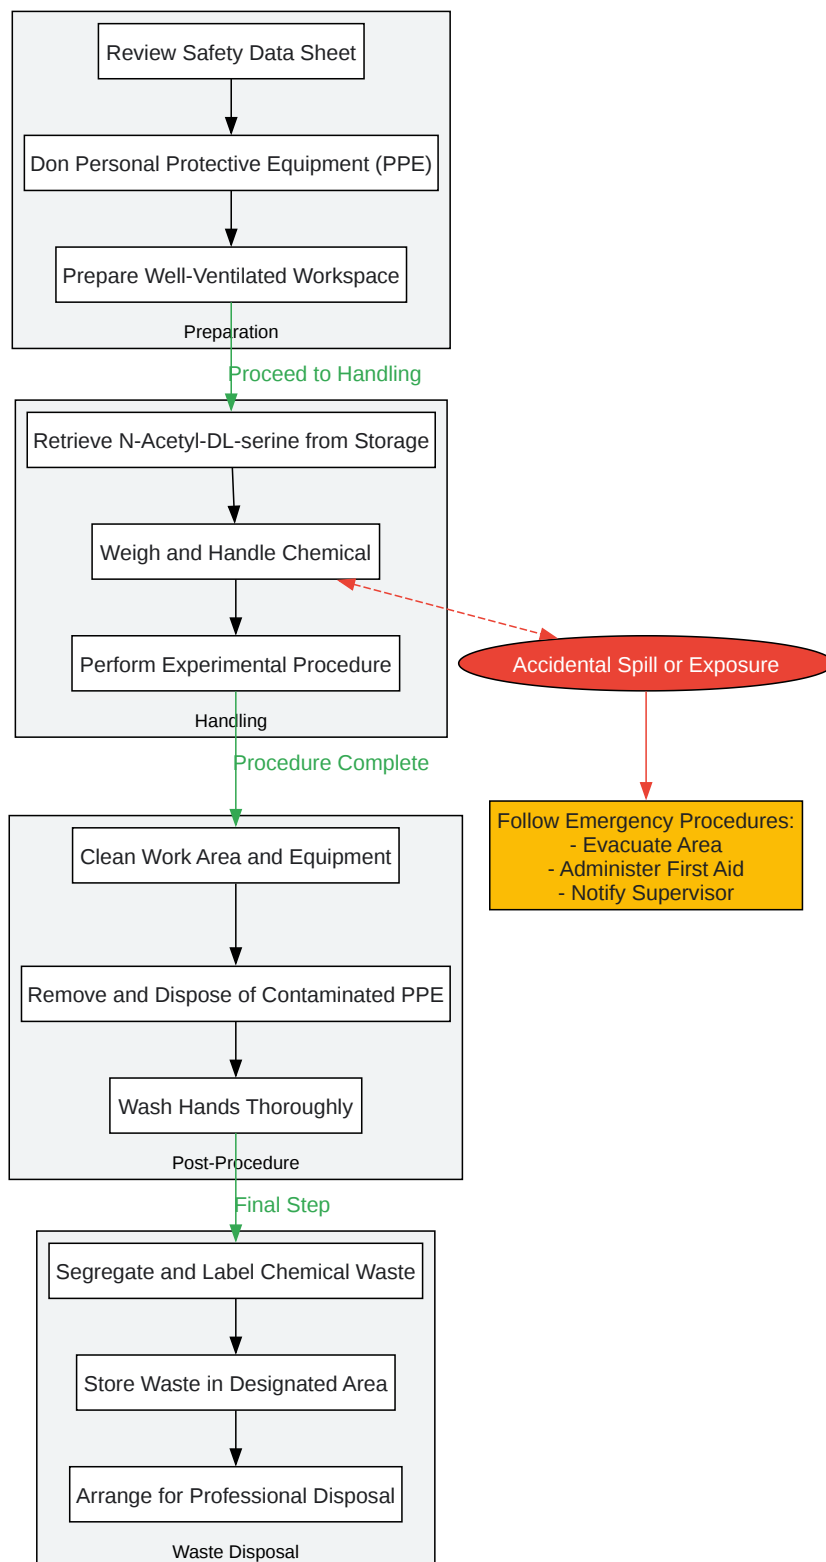 Review Safety Data Sheet
Don Personal Protective Equipment (PPE)
Prepare Well-Ventilated Workspace
Preparation
Proceed to Handling
Retrieve N-Acetyl-DL-serine from Storage
Weigh and Handle Chemical
Perform Experimental Procedure
Accidental Spill or Exposure
Handling
Procedure Complete
Follow Emergency Procedures:
- Evacuate Area
- Administer First Aid
- Notify Supervisor
Clean Work Area and Equipment
Remove and Dispose of Contaminated PPE
Wash Hands Thoroughly
Post-Procedure
Final Step
Segregate and Label Chemical Waste
Store Waste in Designated Area
Arrange for Professional Disposal
Waste Disposal